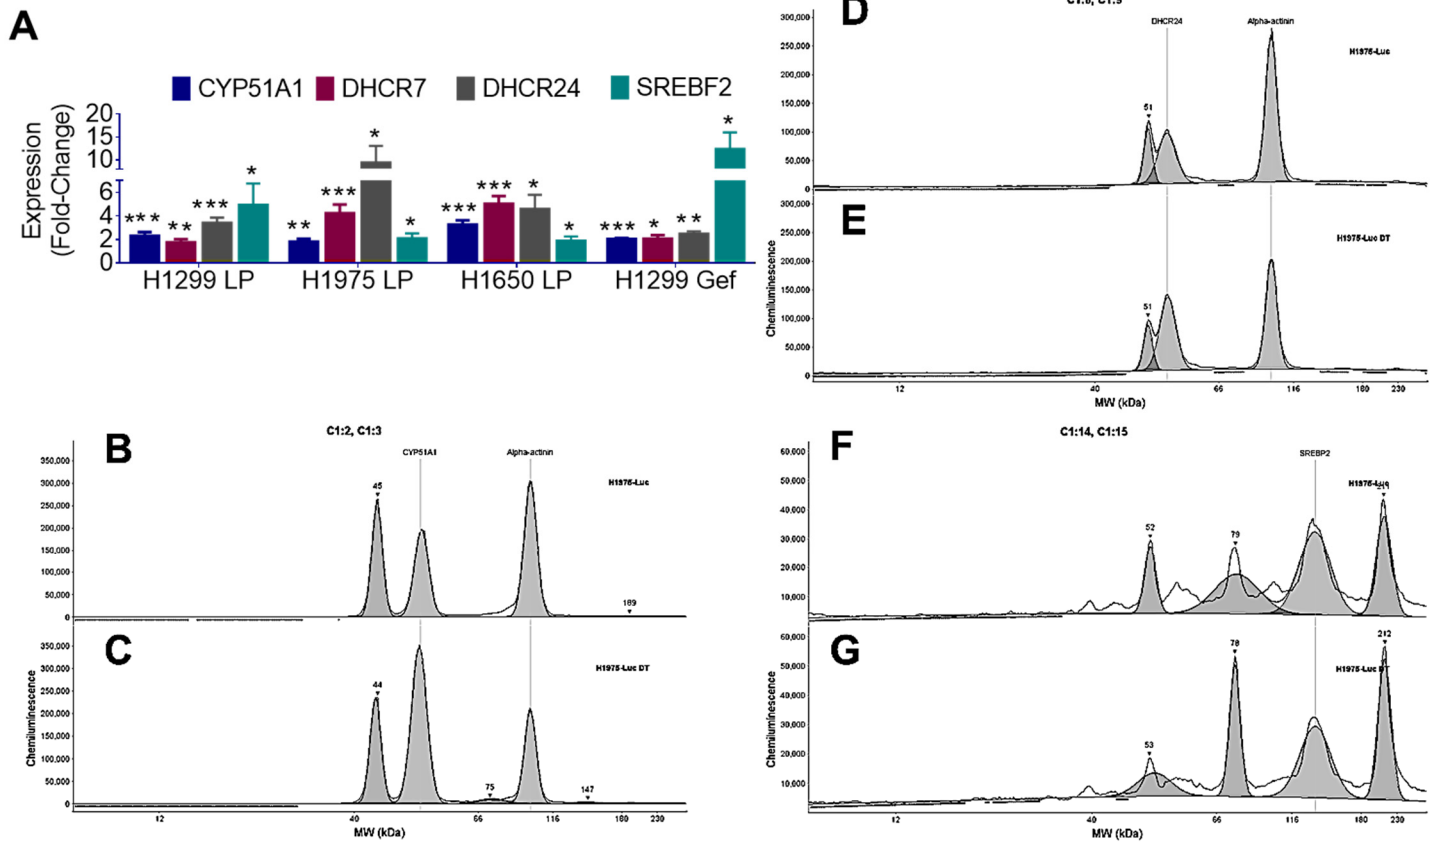 A
CYP51A1 DHCR7 DHCR24 SREBF2
Expression
(Fold-Change)
20
15
10
6
4
2
0
*** ** *** *
** *** * *
*** *** * *
*** * ** *
H1299 LP H1975 LP H1650 LP H1299 Gef
B
C1:2, C1:3
CYP51A1 Alpha-actinin
H1975-Luc
350,000
300,000
250,000
200,000
150,000
100,000
50,000
0
45
189
C
H1975-Luc DT
350,000
300,000
250,000
200,000
150,000
100,000
50,000
0
44
75
147
Chemiluminescence
12 40 66 116 180 230
MW (kDa)
D
DHCR24 Alpha-actinin
H1975-Luc
300,000
250,000
200,000
150,000
100,000
50,000
0
51
E
H1975-Luc DT
300,000
250,000
200,000
150,000
100,000
50,000
0
51
Chemiluminescence
12 40 66 116 180 230
MW (kDa)
F
C1:14, C1:15
SREBP2
H1975-Luc
60,000
50,000
40,000
30,000
20,000
10,000
52
79
G
H1975-Luc DT
60,000
50,000
40,000
30,000
20,000
10,000
53
78
212
Chemiluminescence
12 40 66 116 180 230
MW (kDa)